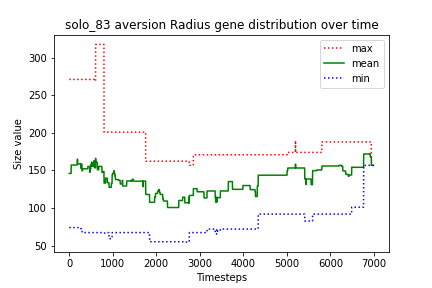 solo_83 aversion Radius gene distribution over time
max
mean
min
Size value
300
250
200
150
100
50
0
1000
2000
3000
4000
5000
6000
7000
Timesteps